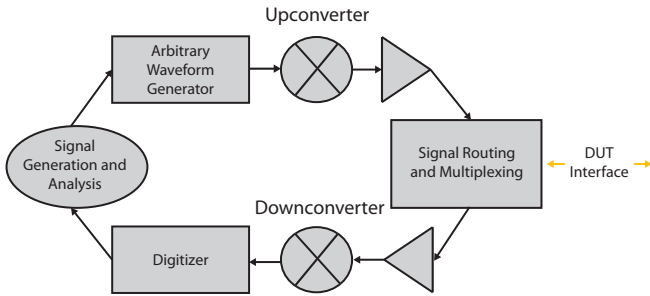 Upconverter
Arbitrary
Waveform
Generator
Signal
Generation and
Analysis
Signal Routing
and Multiplexing
DUT
Interface
Downconverter
Digitizer